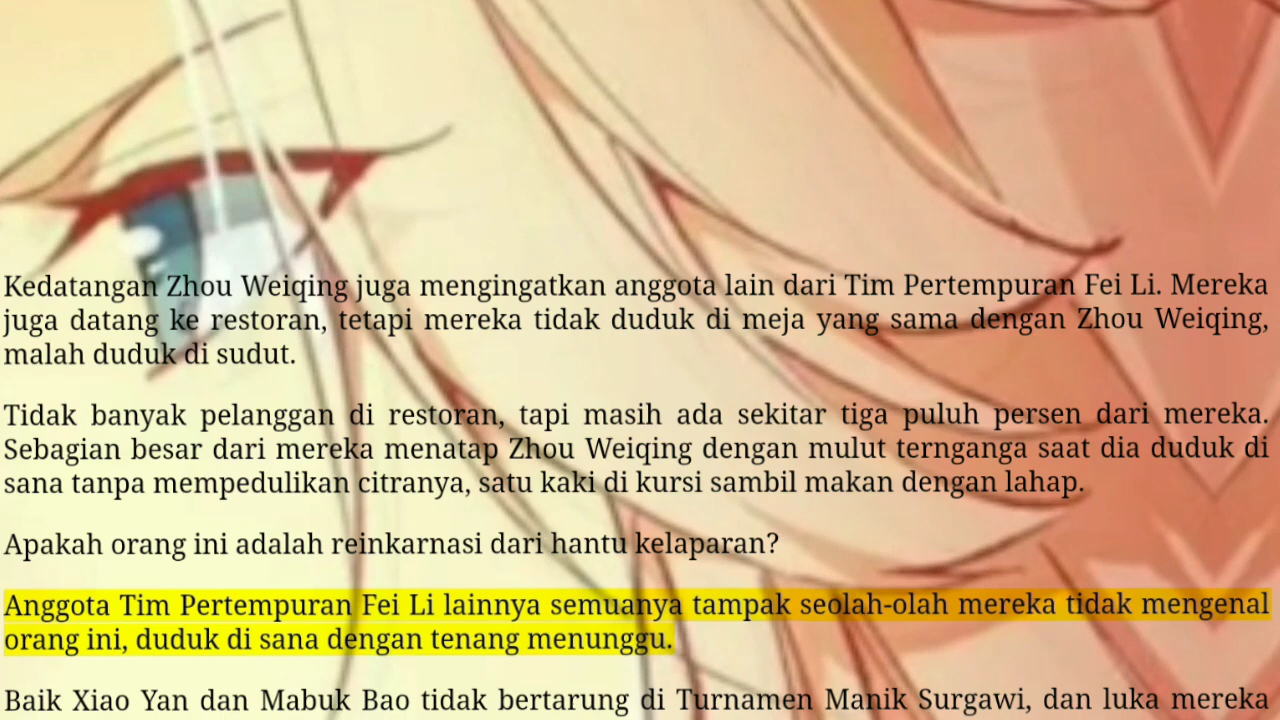 Kedatangan Zhou Weiqing juga mengingatkan anggota lain dari Tim Pertempuran Fei Li. Mereka
juga datang ke restoran, tetapi mereka tidak duduk di meja yang sama dengan Zhou Weiqing,
malah duduk di sudut.
Tidak banyak pelanggan di restoran, tapi masih ada sekitar tiga puluh persen dari mereka.
Sebagian besar dari mereka menatap Zhou Weiqing dengan mulut ternganga saat dia duduk di
sana tanpa mempedulikan citranya, satu kaki di kursi sambil makan dengan lahap.
Apakah orang ini adalah reinkarnasi dari hantu kelaparan?
Anggota Tim Pertempuran Fei Li lainnya semuanya tampak seolah-olah mereka tidak mengenal
orang ini, duduk di sana dengan tenang menunggu.
Baik Xiao Yan dan Mabuk Bao tidak bertarung di Turnamen Manik Surgawi, dan luka mereka